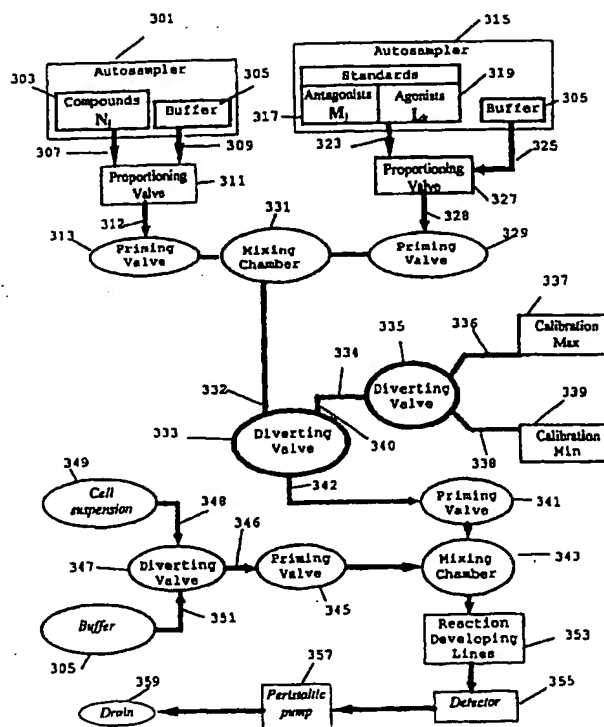 301
315
Autosampler
Autosampler
303
305
Standards
319
Compounds
Nj
Buffer
Antagonists
Mj
Agonists
Lk
Buffer
305
317
307
309
323
325
Proportioning
Valve
311
Proportioning
Valve
327
312
331
328
313
Priming
Valve
Mixing
Chamber
Priming
Valve
329
337
335
336
Calibration
Max
334
Diverting
Valve
332
339
333
Diverting
Valve
340
Calibration
Min
338
349
342
Cell
suspension
348
Priming
Valve
341
346
347
Diverting
Valve
Priming
Valve
Mixing
Chamber
343
351
345
Buffer
305
Reaction
Developing
Lines
353
357
359
Peristaltic
pump
Drain
Detector
355